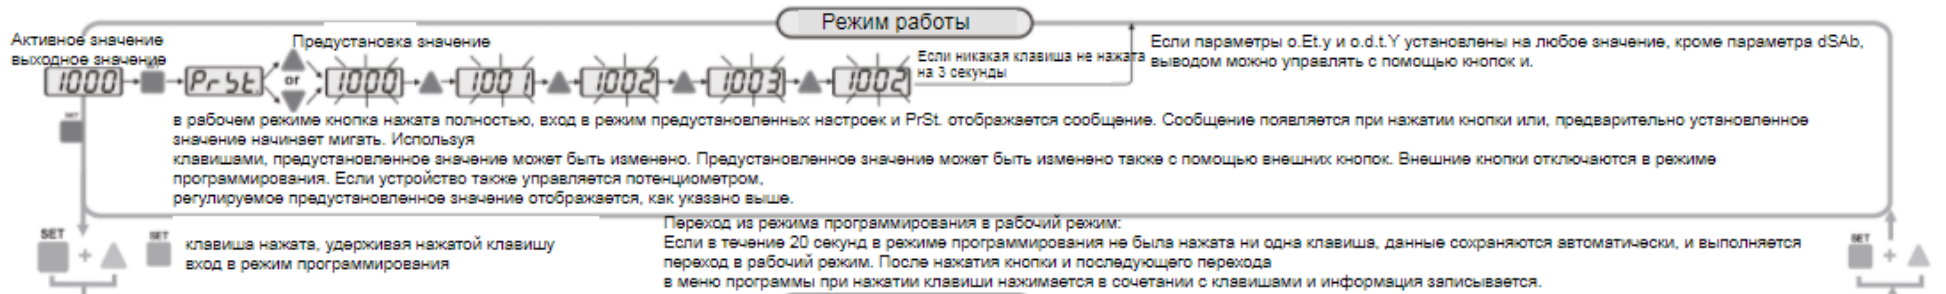 Режим работы
Активное значение
выходное значение
Предустановка значение
1000
PrSt.
or
1000
1001
1002
1003
1002
Если никакая клавиша не нажата
на 3 секунды
Если параметры o.Et.y и o.d.t.Y установлены на любое значение, кроме параметра dSAb,
выводом можно управлять с помощью кнопок и.
SET
в рабочем режиме кнопка нажата полностью, вход в режим предустановленных настроек и PrSt. отображается сообщение. Сообщение появляется при нажатии кнопки или, предварительно установленное
значение начинает мигать. Используя
клавишами, предустановленное значение может быть изменено. Предустановленное значение может быть изменено также с помощью внешних кнопок. Внешние кнопки отключаются в режиме
программирования. Если устройство также управляется потенциометром,
регулируемое предустановленное значение отображается, как указано выше.
SET
+
SET
клавиша нажата, удерживая нажатой клавишу
вход в режим программирования
Переход из режима программирования в рабочий режим:
Если в течение 20 секунд в режиме программирования не была нажата ни одна клавиша, данные сохраняются автоматически, и выполняется
переход в рабочий режим. После нажатия кнопки и последующего перехода
в меню программы при нажатии клавиши нажимается в сочетании с клавишами и информация записывается.
SET
+